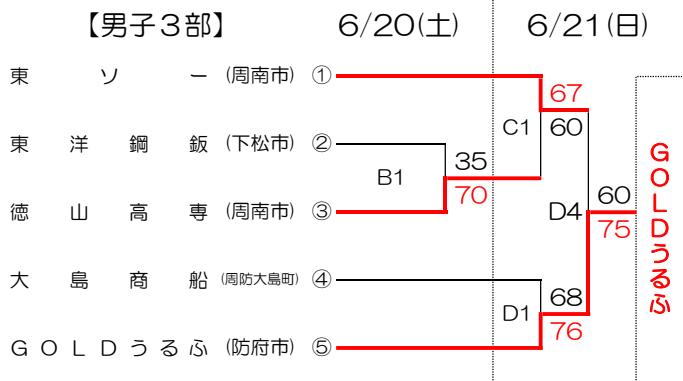 【男子3部】 6/20(土) 6/21(日)
東ソー (周南市) ①
67
C1 60
東洋鋼鈑 (下松市) ②
B1 35
70
徳山高専 (周南市) ③
D4 60
75
GOLDうるふ
大島商船 (周防大島町) ④
D1 68
76
GOLDうるふ (防府市) ⑤